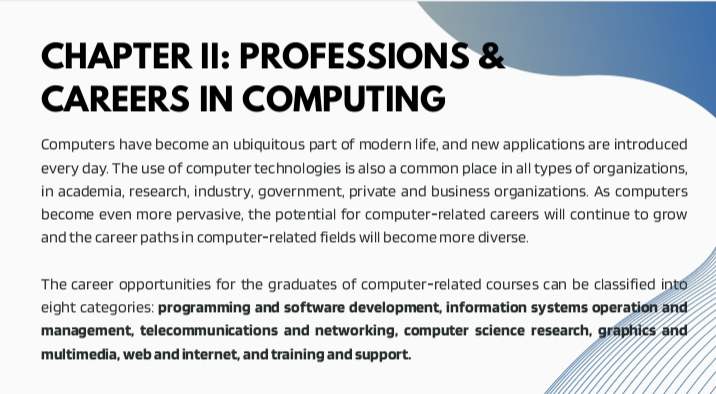 CHAPTER II: PROFESSIONS &
CAREERS IN COMPUTING
Computers have become an ubiquitous part of modern life, and new applications are introduced
every day. The use of computer technologies is also a common place in all types of organizations,
in academia, research, industry, government, private and business organizations. As computers
become even more pervasive, the potential for computer-related careers will continue to grow
and the career paths in computer-related fields will become more diverse.
The career opportunities for the graduates of computer-related courses can be classified into
eight categories: programming and software development, information systems operation and
management, telecommunications and networking, computer science research, graphics and
multimedia, web and internet, and training and support.